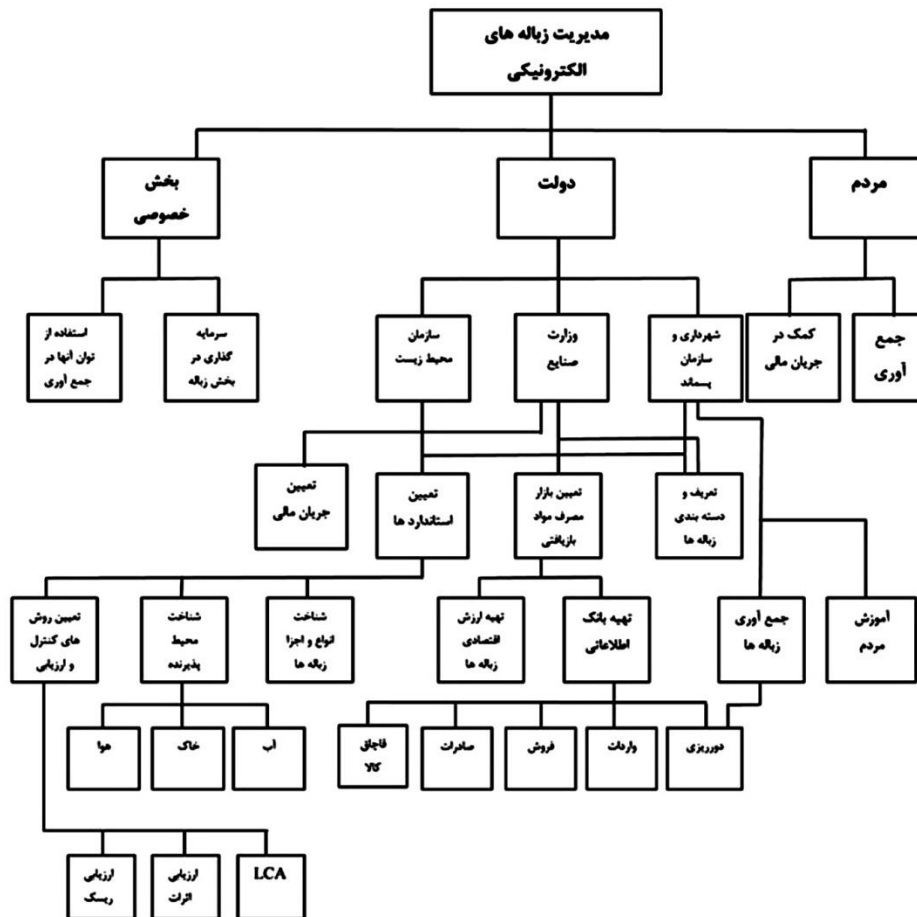 مدیریت زباله های
الکترونیکی
مردم
دولت
بخش
خصوصی
جمع
آوری
کمک در
جریان مالی
شهرداری و
سازمان
پسماند
وزارت
صنایع
سازمان
محیط زیست
سرمایه
گذاری در
بخش زباله
استفاده از
توان آنها در
جمع آوری
تعریف و
دسته بندی
زباله ها
تعیین بازار
مصرف مواد
بازیافتی
تعیین
استاندارد ها
تعیین
جریان مالی
آموزش
مردم
جمع آوری
زباله ها
تهیه بانک
اطلاعاتی
تهیه ارزش
اقتصادی
زباله ها
شناخت
انواع و اجزا
زباله ها
شناخت
محیط
پذیرنده
تعیین روش
های کنترل
و ارزیابی
دورریزی
واردات
فروش
صادرات
قاچاق
کالا
آب
خاک
هوا
LCA
ارزیابی
اثرات
ارزیابی
ریسک